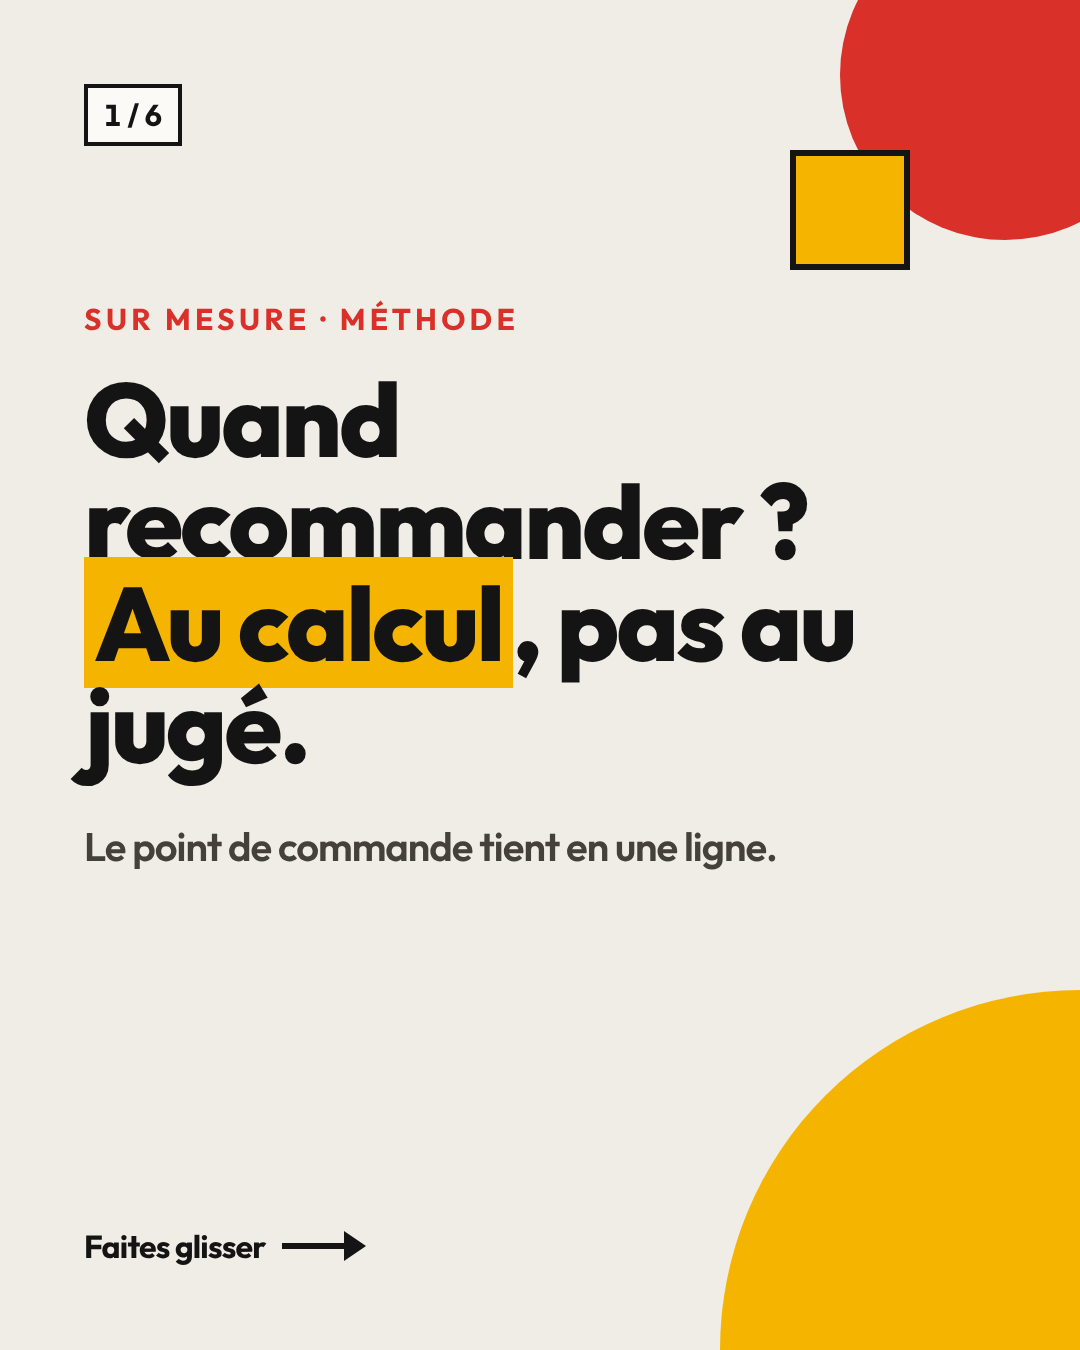 1/6
SUR MESURE · MÉTHODE
Quand
recommander ?
Au calcul, pas au
jugé.
Le point de commande tient en une ligne.
Faites glisser